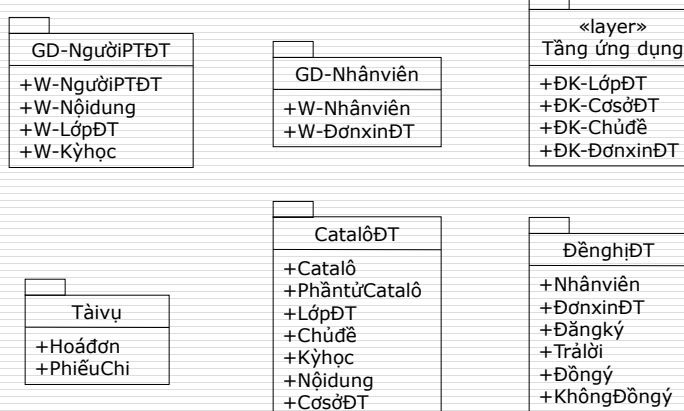 GD-NgườiPTĐT
+W-NgườiPTĐT
+W-Nộidung
+W-LớpĐT
+W-Kỳhọc
GD-Nhânviên
+W-Nhânviên
+W-ĐơnxinĐT
«layer»
Tầng ứng dụng
+ĐK-LớpĐT
+ĐK-CơsởĐT
+ĐK-Chủđề
+ĐK-ĐơnxinĐT
Tàivụ
+Hoáđơn
+PhiếuChi
CatalôĐT
+Catalô
+PhầntửCatalô
+LớpĐT
+Chủđề
+Kỳhọc
+Nộidung
+CơsởĐT
ĐềnghịĐT
+Nhânviên
+ĐơnxinĐT
+Đăngký
+Trảlời
+Đồngý
+KhôngĐồngý